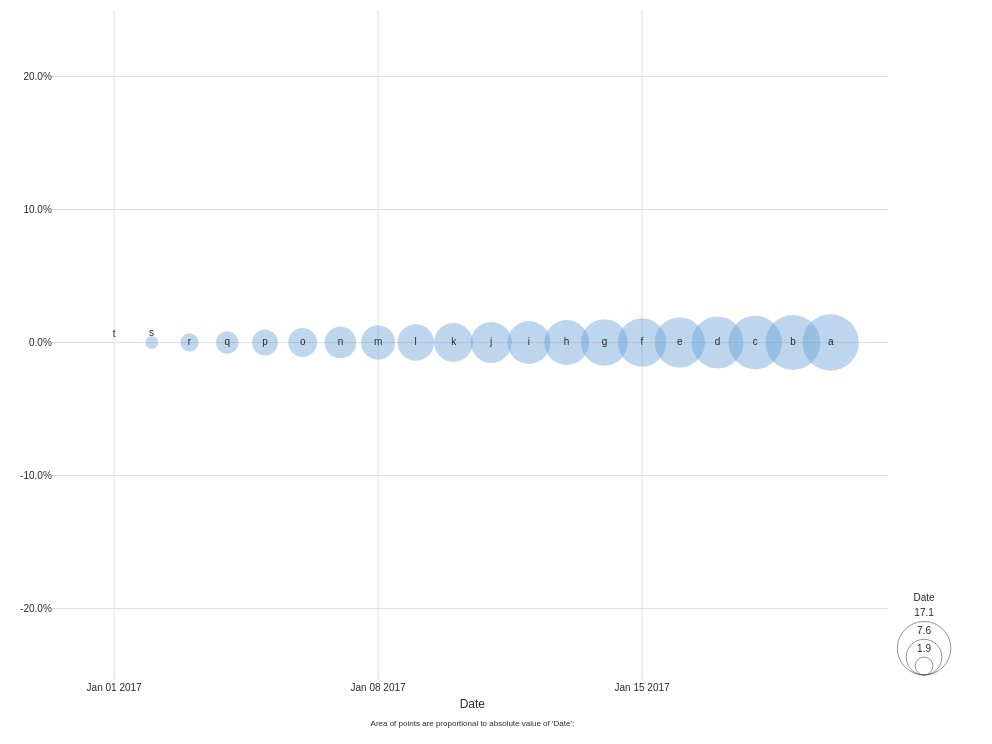 20.0%
10.0%
t s r q p o n m l k j i h g f e d c b a
0.0%
-10.0%
-20.0%
Date
17.1
7.6
1.9
Jan 01 2017 Jan 08 2017 Jan 15 2017
Date
Area of points are proportional to absolute value of 'Date';